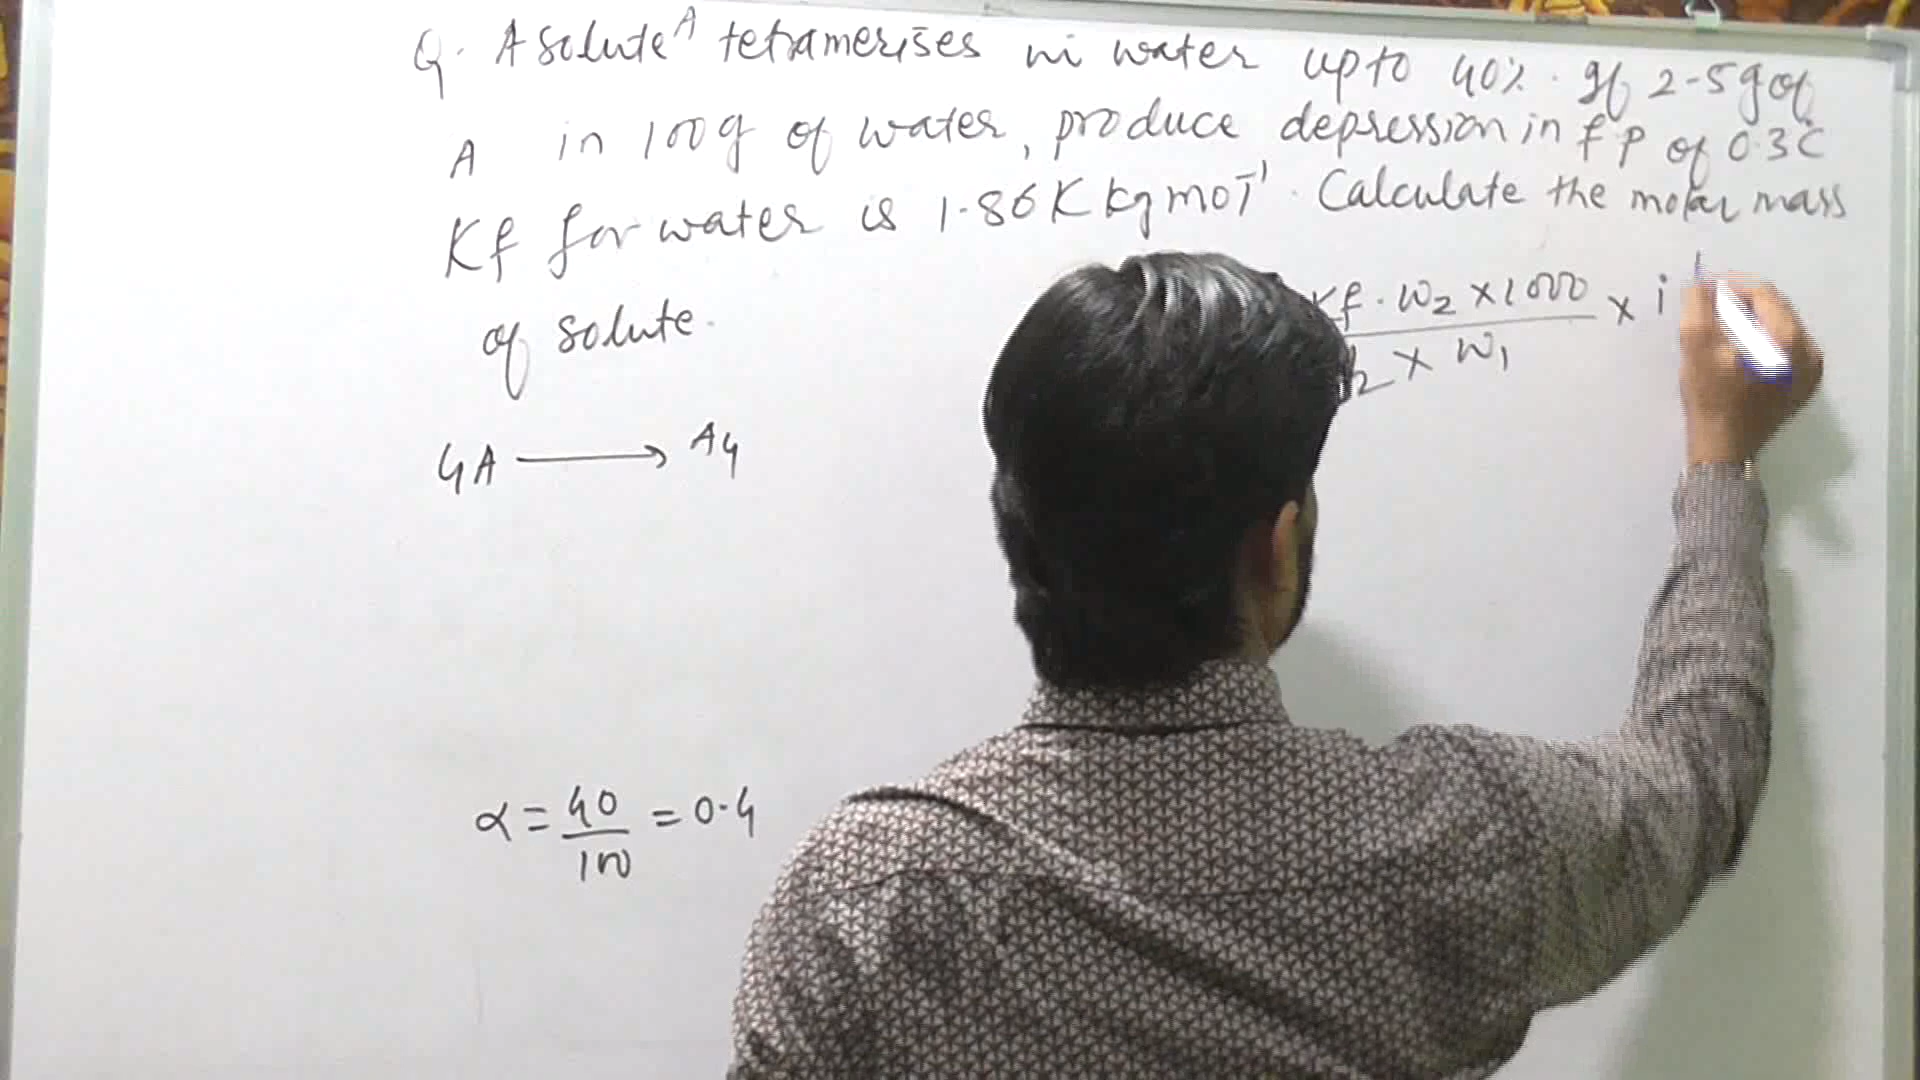 Q. A solute A tetramerises in water upto 40%. If 2.5g of
A in 100g of water, produce depression in f P of 0.3°C
Kf for water is 1.86 K kg mol⁻¹. Calculate the molar mass
of solute.
Kf . W₂ × 1000 × i
₂ × W₁
4A ⟶ A₄
α = 40/100 = 0.4